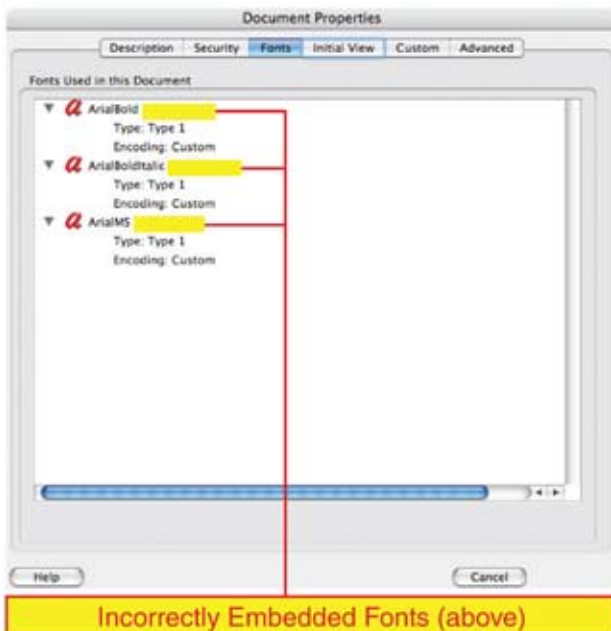 Document Properties
Description Security Fonts Initial View Custom Advanced
Fonts Used in this Document
ArialBold
Type: Type 1
Encoding: Custom
ArialBoldItalic
Type: Type 1
Encoding: Custom
ArialMS
Type: Type 1
Encoding: Custom
Help Cancel
Incorrectly Embedded Fonts (above)